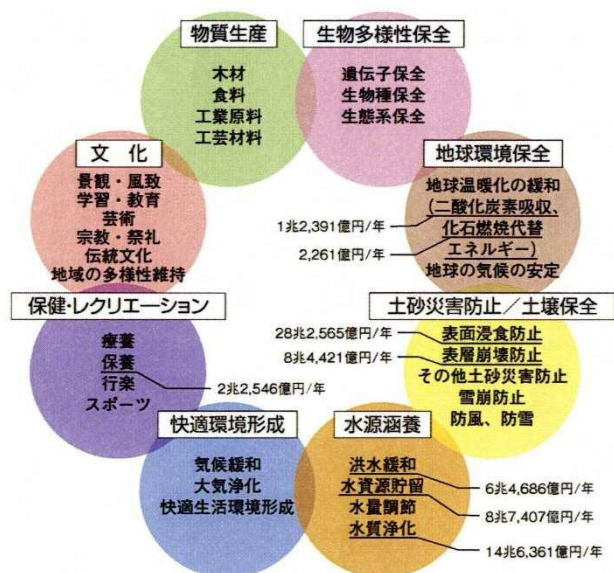 物質生産
木材
食料
工業原料
工芸材料
生物多様性保全
遺伝子保全
生物種保全
生態系保全
文 化
景観・風致
学習・教育
芸術
宗教・祭礼
伝統文化
地域の多様性維持
地球環境保全
地球温暖化の緩和
(二酸化炭素吸収、
化石燃焼代替
エネルギー)
地球の気候の安定
1兆2,391億円/年
2,261億円/年
保健・レクリエーション
療養
保養
行楽
スポーツ
2兆2,546億円/年
土砂災害防止/土壌保全
28兆2,565億円/年
8兆4,421億円/年
表面浸食防止
表層崩壊防止
その他土砂災害防止
雪崩防止
防風、防雪
快適環境形成
気候緩和
大気浄化
快適生活環境形成
水源涵養
洪水緩和
水資源貯留
水量調節
水質浄化
6兆4,686億円/年
8兆7,407億円/年
14兆6,361億円/年